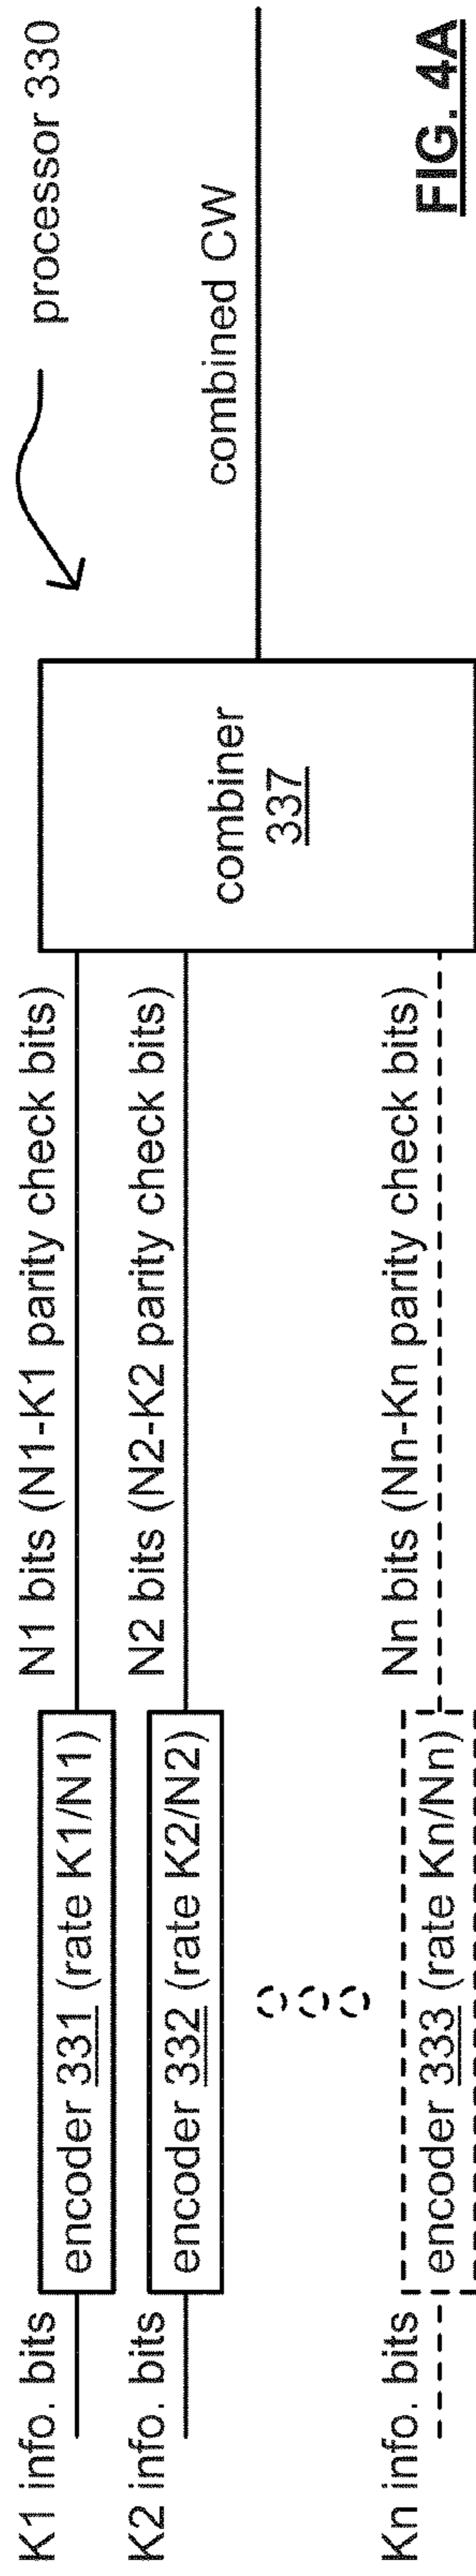 processor 330
K1 info. bits
encoder 331 (rate K1/N1)
N1 bits (N1-K1 parity check bits)
K2 info. bits
encoder 332 (rate K2/N2)
N2 bits (N2-K2 parity check bits)
combiner
337
combined CW
Kn info. bits
encoder 333 (rate Kn/Nn)
Nn bits (Nn-Kn parity check bits)
FIG. 4A